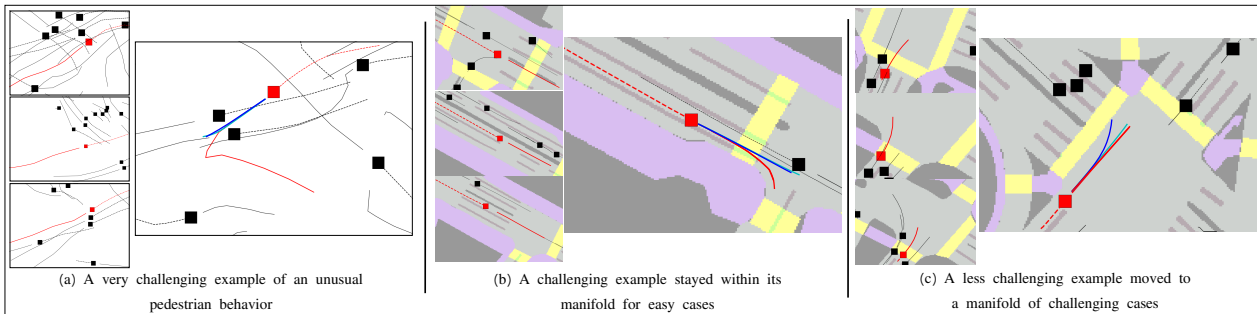 (a) A very challenging example of an unusual
pedestrian behavior
(b) A challenging example stayed within its
manifold for easy cases
(c) A less challenging example moved to
a manifold of challenging cases